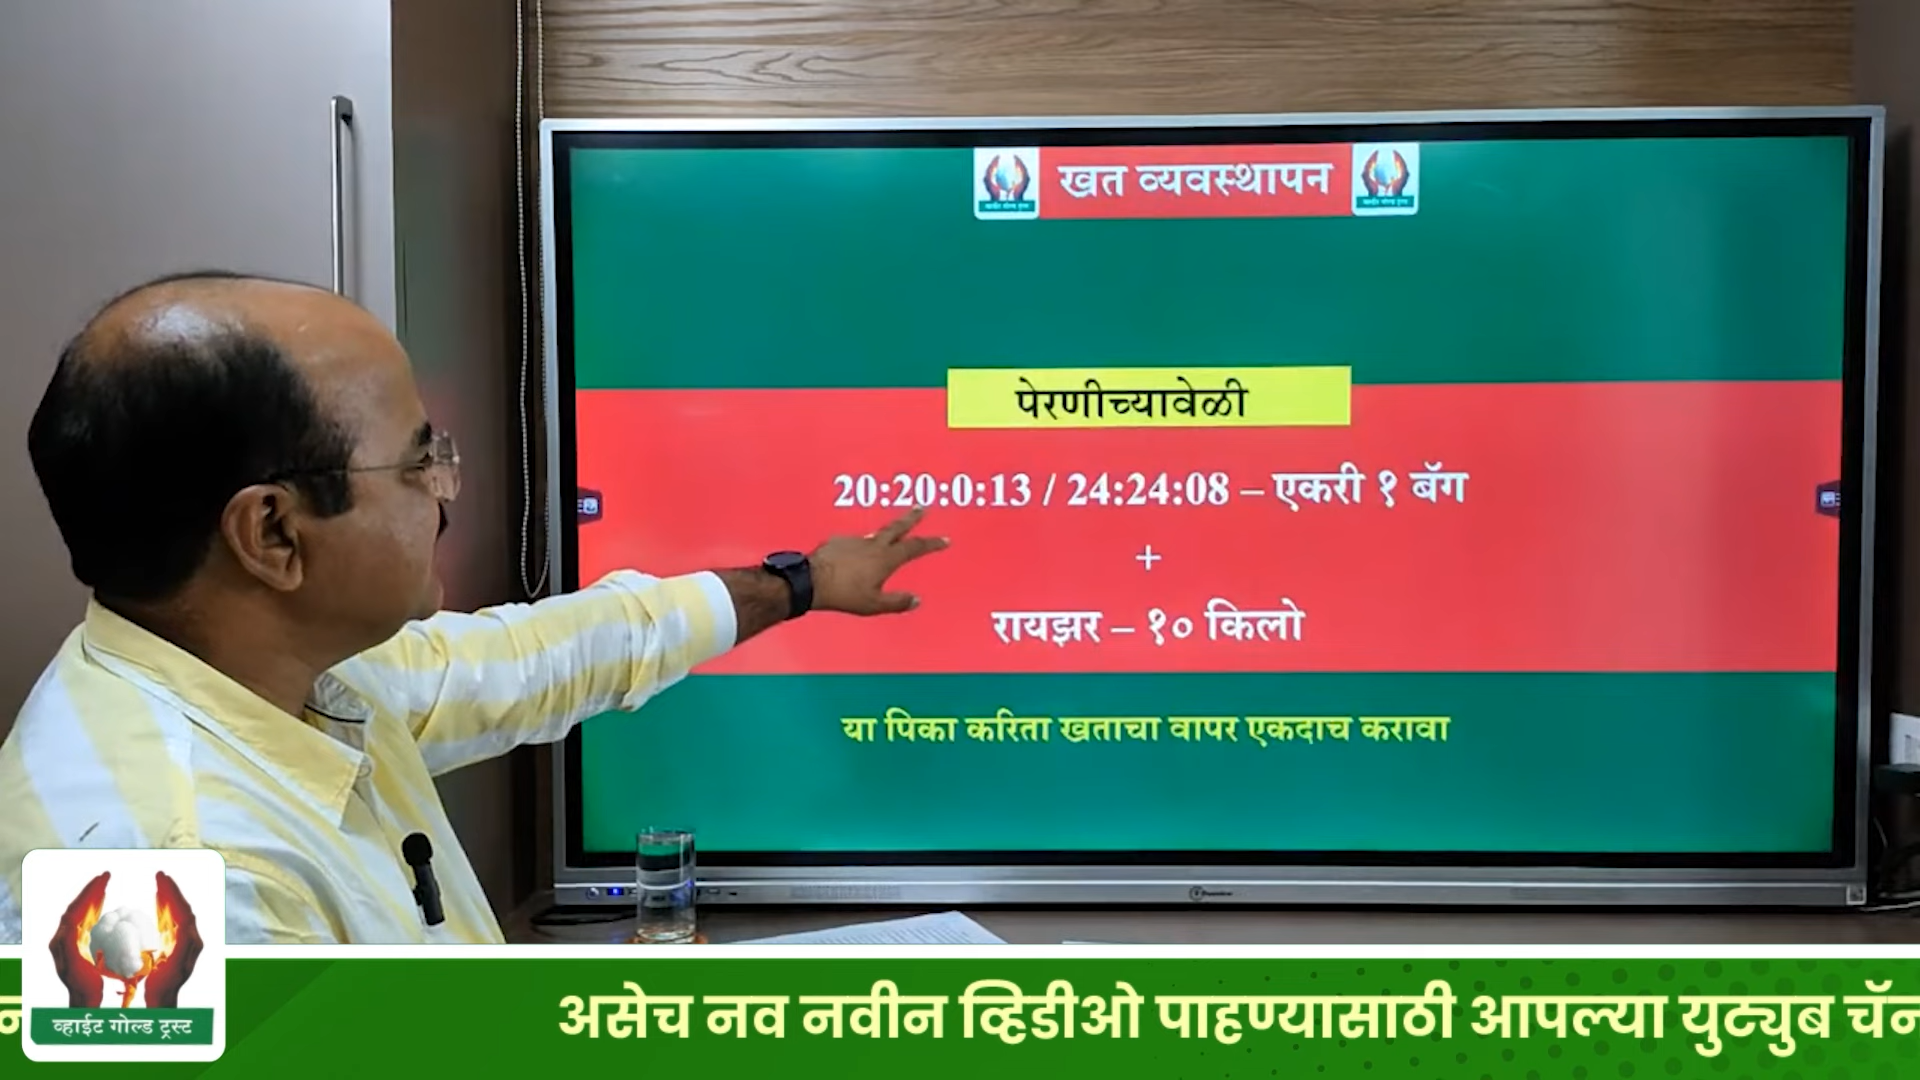 खत व्यवस्थापन
पेरणीच्यावेळी
20:20:0:13 / 24:24:08 – एकरी १ बॅग
+
रायझर – १० किलो
या पिका करिता खताचा वापर एकदाच करावा
व्हाईट गोल्ड ट्रस्ट
असेच नव नवीन व्हिडीओ पाहण्यासाठी आपल्या युट्युब